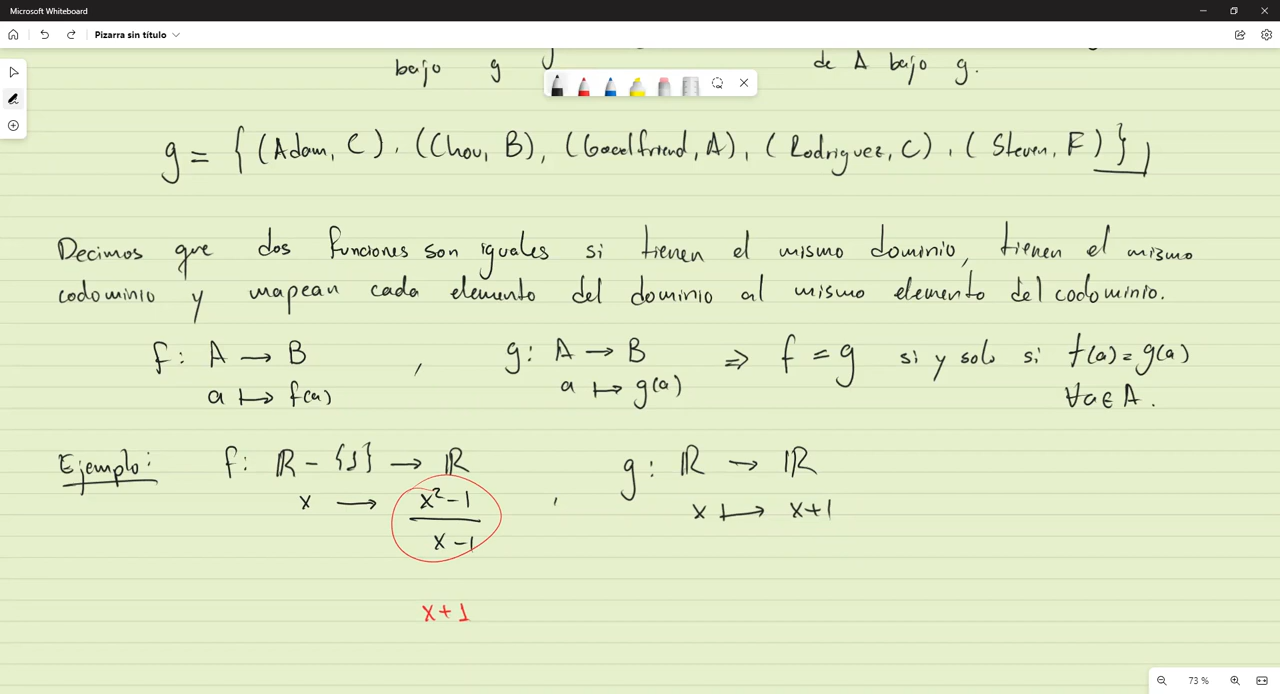 Microsoft Whiteboard
Pizarra sin título
bajo g
g
de A bajo g.
g = {(Adam, C), (Chou, B), (Goodfriend, A), (Rodriguez, C), (Steven, F)}
Decimos que dos funciones son iguales si tienen el mismo dominio, tienen el mismo
codominio y mapean cada elemento del dominio al mismo elemento del codominio.
f: A → B , g: A → B ⇒ f = g si y solo si f(a) = g(a)
a ↦ f(a) a ↦ g(a) ∀a ∈ A.
Ejemplo: f: ℝ - {1} → ℝ , g: ℝ → ℝ
x → (x² - 1)/(x - 1) x ↦ x + 1
x + 1
73 %